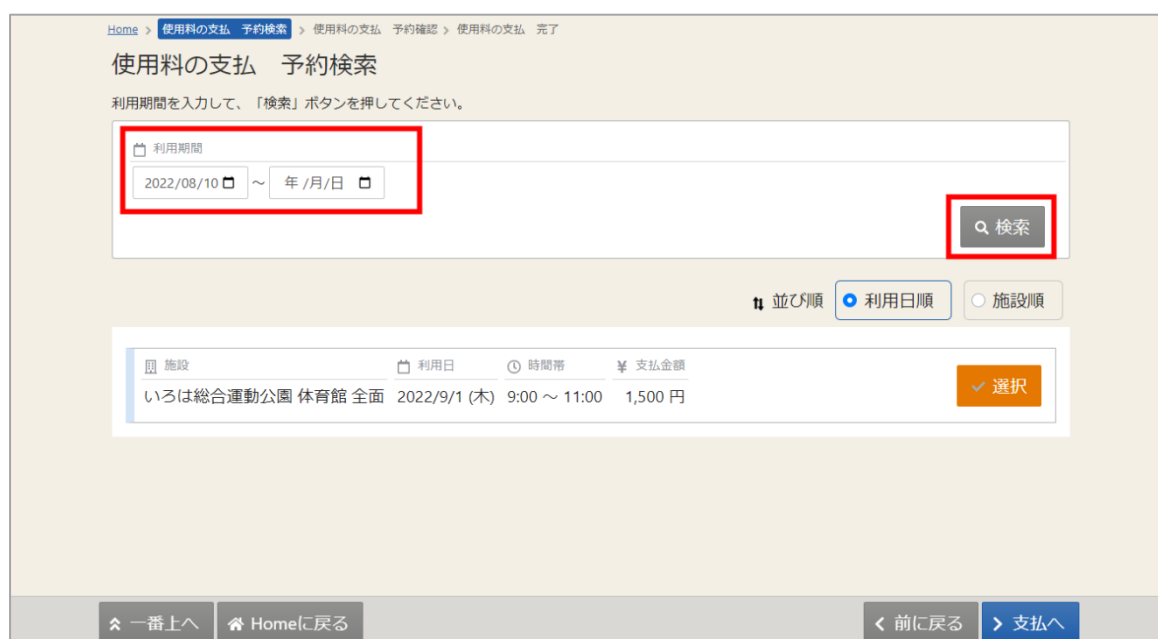 Home > 使用料の支払　予約検索 > 使用料の支払　予約確認 > 使用料の支払　完了
使用料の支払　予約検索
利用期間を入力して、「検索」ボタンを押してください。
利用期間
2022/08/10 ～ 年/月/日
検索
並び順 利用日順 施設順
施設 利用日 時間帯 ¥ 支払金額
いろは総合運動公園 体育館 全面 2022/9/1 (木) 9:00 ～ 11:00 1,500 円
選択
一番上へ Homeに戻る 前に戻る 支払へ